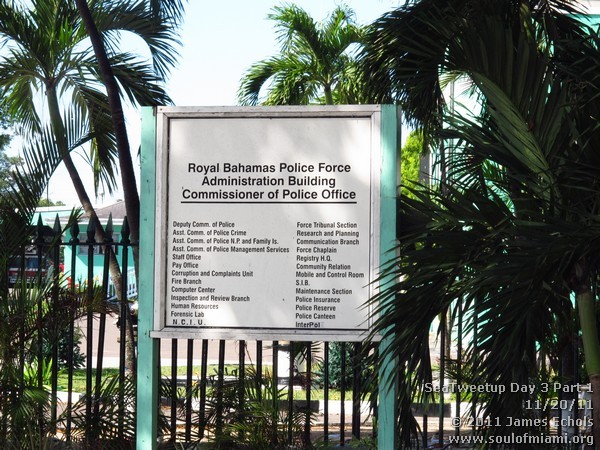 Royal Bahamas Police Force
Administration Building
Commissioner of Police Office
Deputy Comm. of Police
Asst. Comm. of Police Crime
Asst. Comm. of Police N.P. and Family Is.
Asst. Comm. of Police Management Services
Staff Office
Pay Office
Corruption and Complaints Unit
Fire Branch
Computer Center
Inspection and Review Branch
Human Resources
Forensic Lab
N.C.I.U.
Force Tribunal Section
Research and Planning
Communication Branch
Force Chaplain
Registry H.Q.
Community Relation
Mobile and Control Room
S.I.B.
Maintenance Section
Police Insurance
Police Reserve
Police Canteen
InterPol
SeaTweetup Day 3 Part 1
11/20/11
©2011 James Echols
www.soulofmiami.org